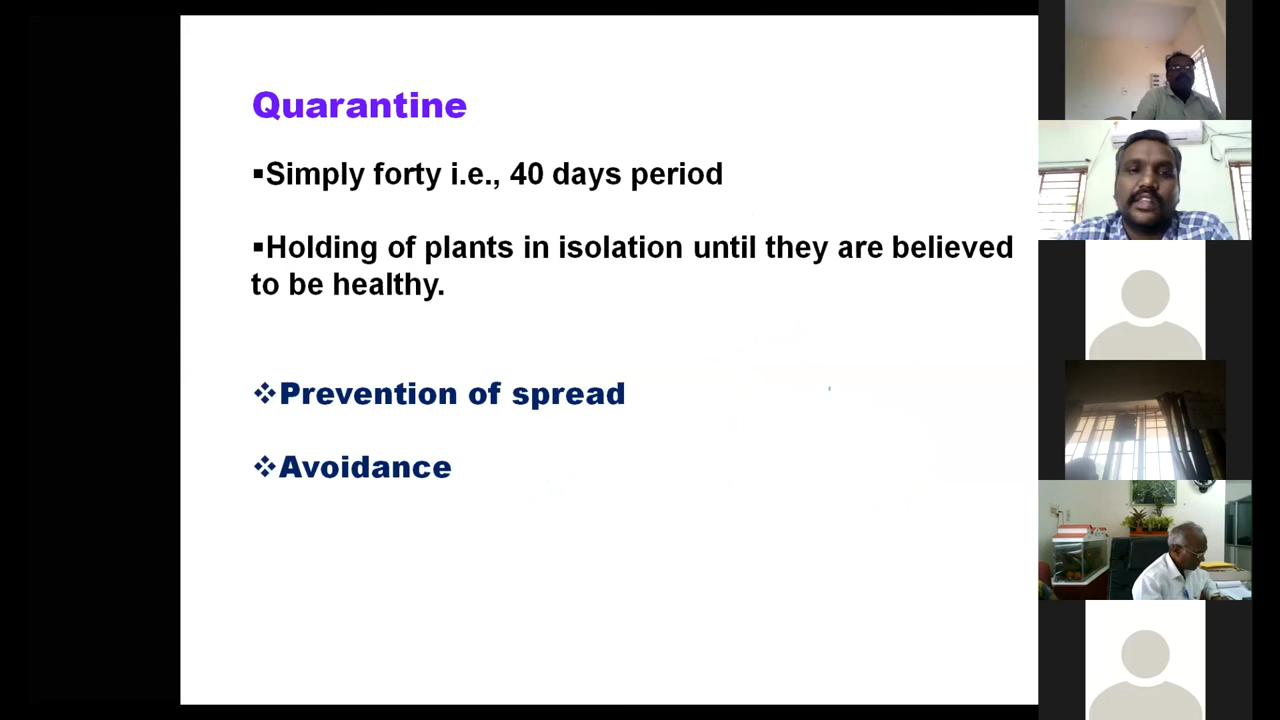 Quarantine
▪Simply forty i.e., 40 days period
▪Holding of plants in isolation until they are believed
to be healthy.
❖Prevention of spread
❖Avoidance